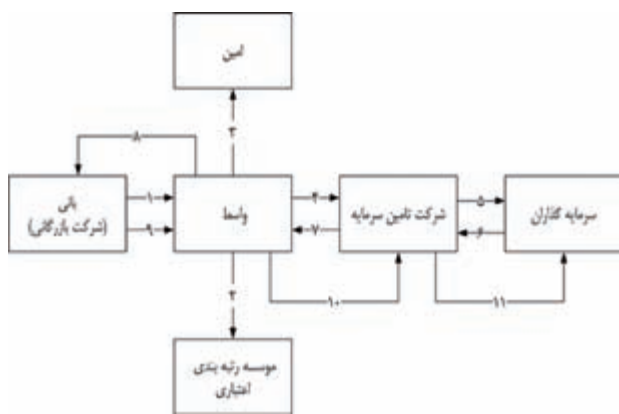 امین
۳
۸
بانی
(شرکت بازرگانی)
۱
۹
واسط
۴
۷
شرکت تامین سرمایه
۵
۶
سرمایه گذاران
۲
۱۰
۱۱
موسسه رتبه بندی
اعتباری